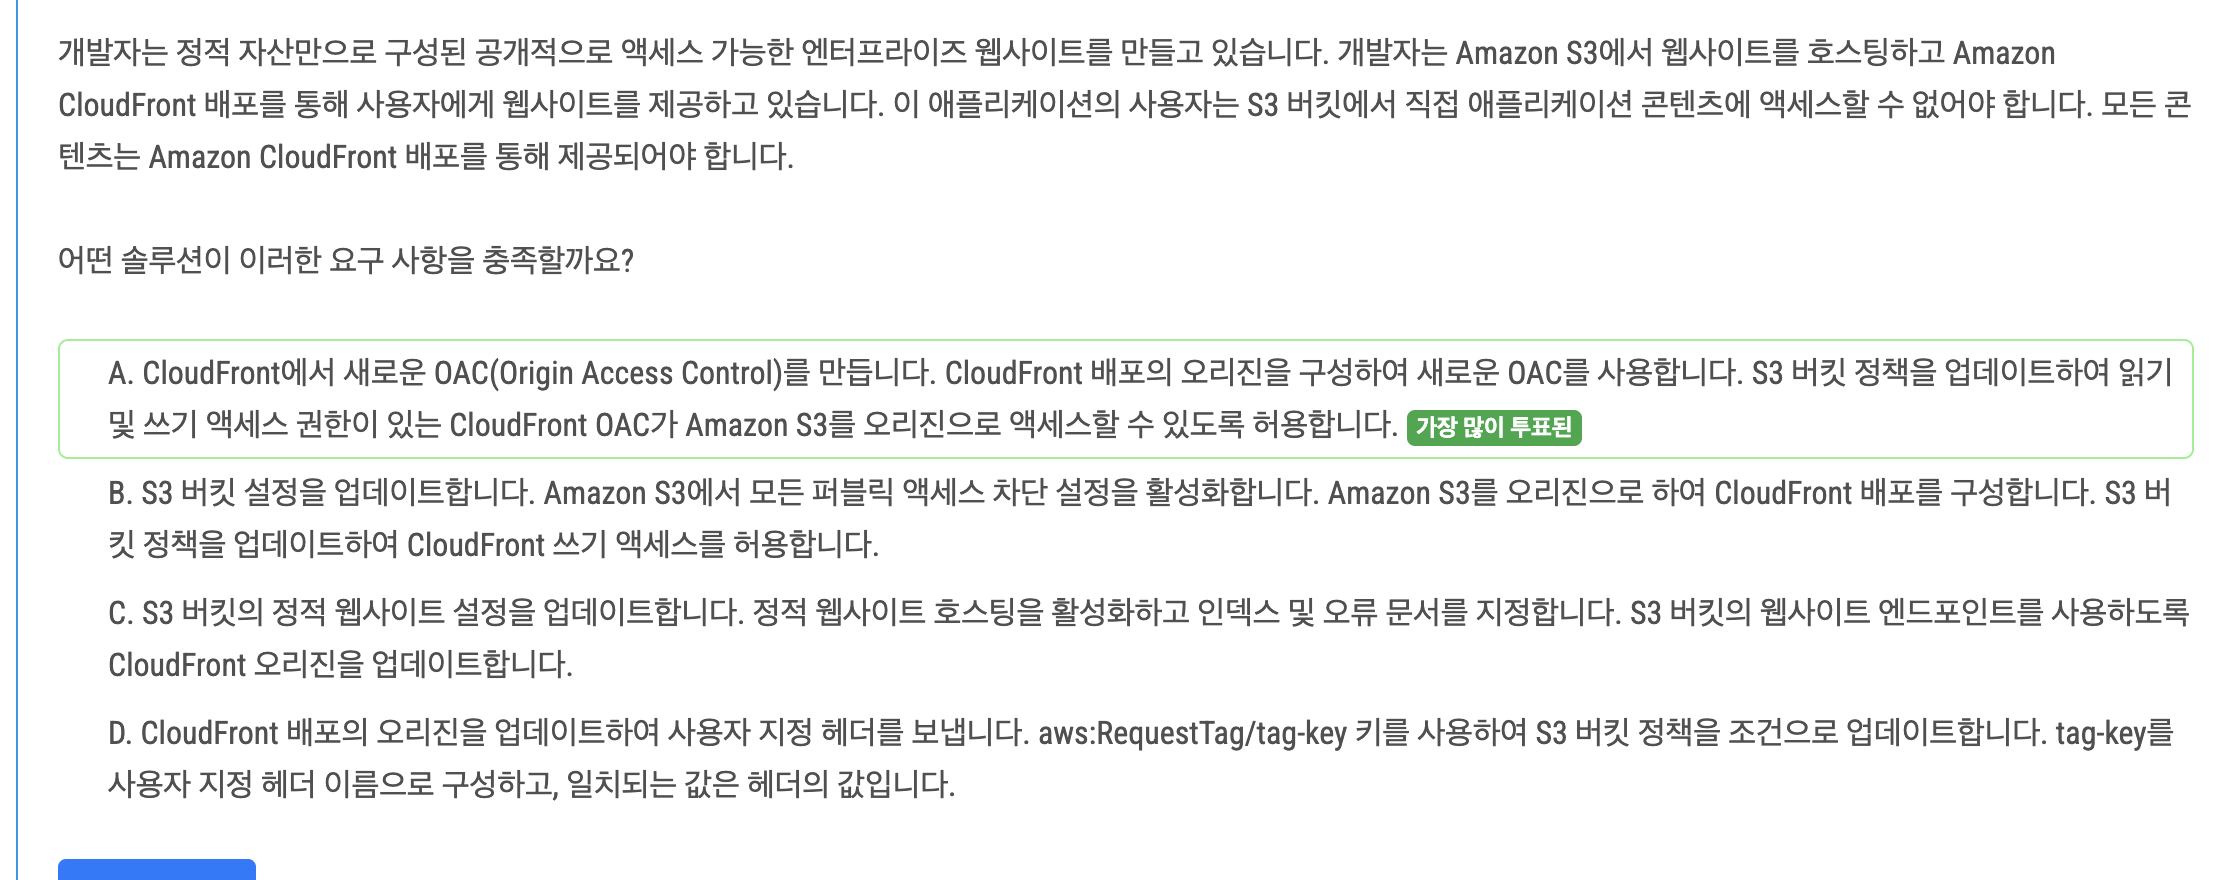 개발자는 정적 자산만으로 구성된 공개적으로 액세스 가능한 엔터프라이즈 웹사이트를 만들고 있습니다. 개발자는 Amazon S3에서 웹사이트를 호스팅하고 Amazon
CloudFront 배포를 통해 사용자에게 웹사이트를 제공하고 있습니다. 이 애플리케이션의 사용자는 S3 버킷에서 직접 애플리케이션 콘텐츠에 액세스할 수 없어야 합니다. 모든 콘
텐츠는 Amazon CloudFront 배포를 통해 제공되어야 합니다.
어떤 솔루션이 이러한 요구 사항을 충족할까요?
A. CloudFront에서 새로운 OAC(Origin Access Control)를 만듭니다. CloudFront 배포의 오리진을 구성하여 새로운 OAC를 사용합니다. S3 버킷 정책을 업데이트하여 읽기
및 쓰기 액세스 권한이 있는 CloudFront OAC가 Amazon S3를 오리진으로 액세스할 수 있도록 허용합니다. 가장 많이 투표된
B. S3 버킷 설정을 업데이트합니다. Amazon S3에서 모든 퍼블릭 액세스 차단 설정을 활성화합니다. Amazon S3를 오리진으로 하여 CloudFront 배포를 구성합니다. S3 버
킷 정책을 업데이트하여 CloudFront 쓰기 액세스를 허용합니다.
C. S3 버킷의 정적 웹사이트 설정을 업데이트합니다. 정적 웹사이트 호스팅을 활성화하고 인덱스 및 오류 문서를 지정합니다. S3 버킷의 웹사이트 엔드포인트를 사용하도록
CloudFront 오리진을 업데이트합니다.
D. CloudFront 배포의 오리진을 업데이트하여 사용자 지정 헤더를 보냅니다. aws:RequestTag/tag-key 키를 사용하여 S3 버킷 정책을 조건으로 업데이트합니다. tag-key를
사용자 지정 헤더 이름으로 구성하고, 일치되는 값은 헤더의 값입니다.